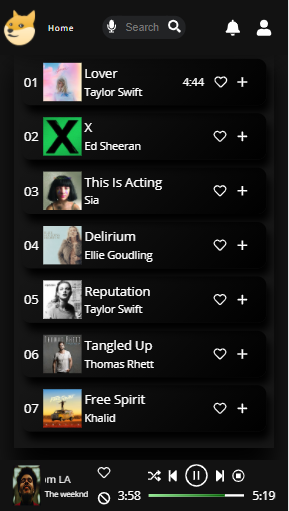 Home
Search
01
Lover
4:44
Taylor Swift
02
X
Ed Sheeran
03
This Is Acting
Sia
04
Delirium
Ellie Goudling
05
Reputation
Taylor Swift
06
Tangled Up
Thomas Rhett
07
Free Spirit
Khalid
om LA
The weeknd
3:58
5:19